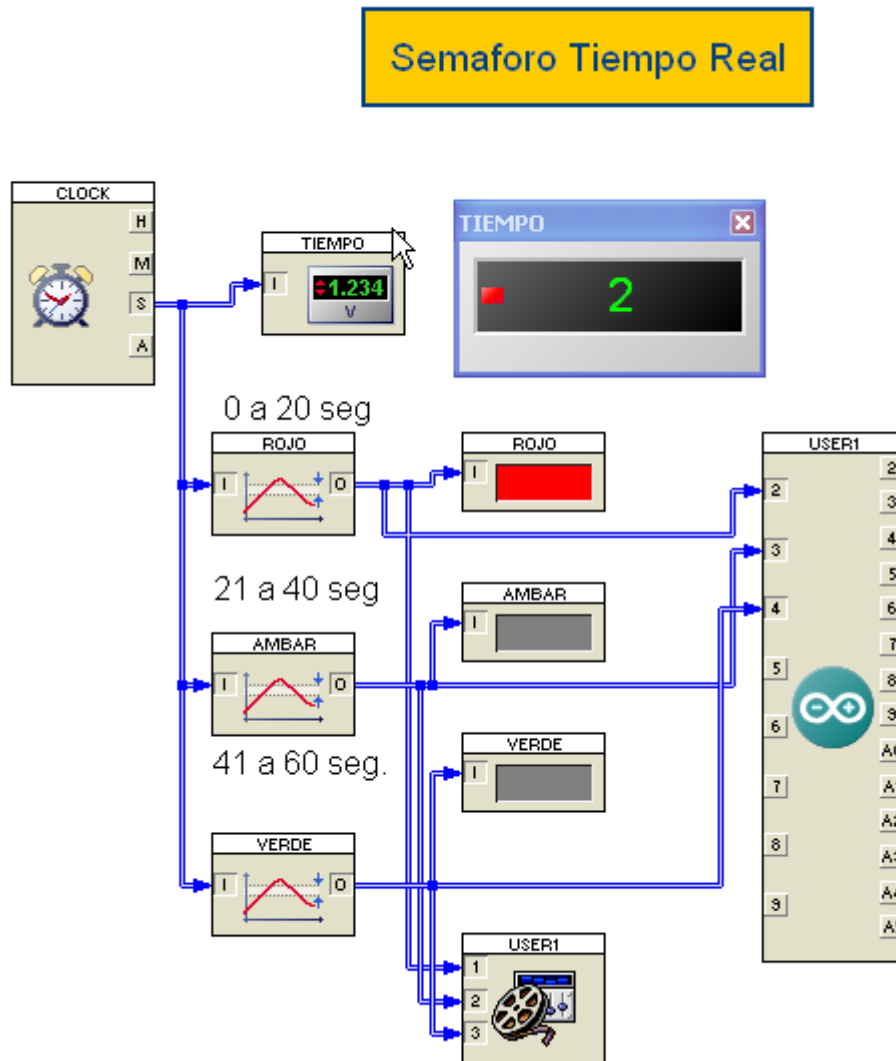 Semaforo Tiempo Real
CLOCK
H
M
S
A
TIEMPO
I
1.234
V
TIEMPO
2
0 a 20 seg
ROJO
I
O
ROJO
I
21 a 40 seg
AMBAR
I
O
AMBAR
I
41 a 60 seg.
VERDE
I
O
VERDE
I
USER1
1
2
3
USER1
2
3
4
5
6
7
8
9
2
3
4
5
6
7
8
9